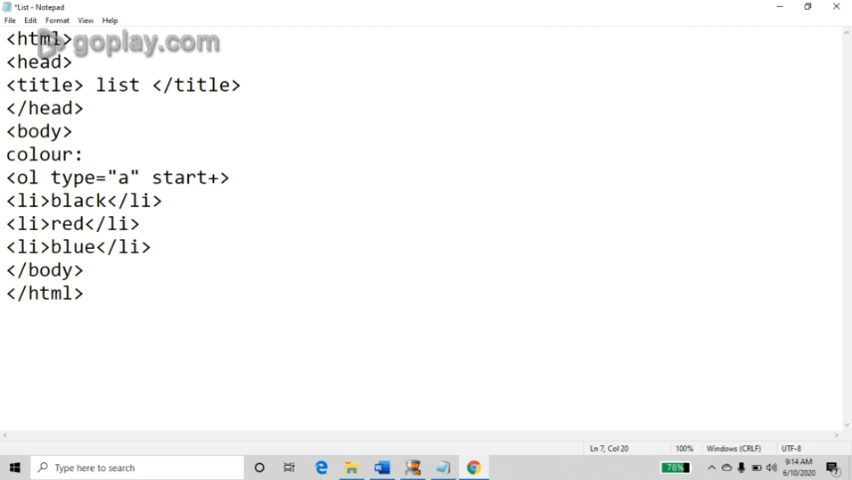 *List - Notepad
File Edit Format View Help
goplay.com
<html>
<head>
<title> list </title>
</head>
<body>
colour:
<ol type="a" start+>
<li>black</li>
<li>red</li>
<li>blue</li>
</body>
</html>
Ln 7, Col 20 100% Windows (CRLF) UTF-8
Type here to search 78% 9:14 AM
6/10/2020